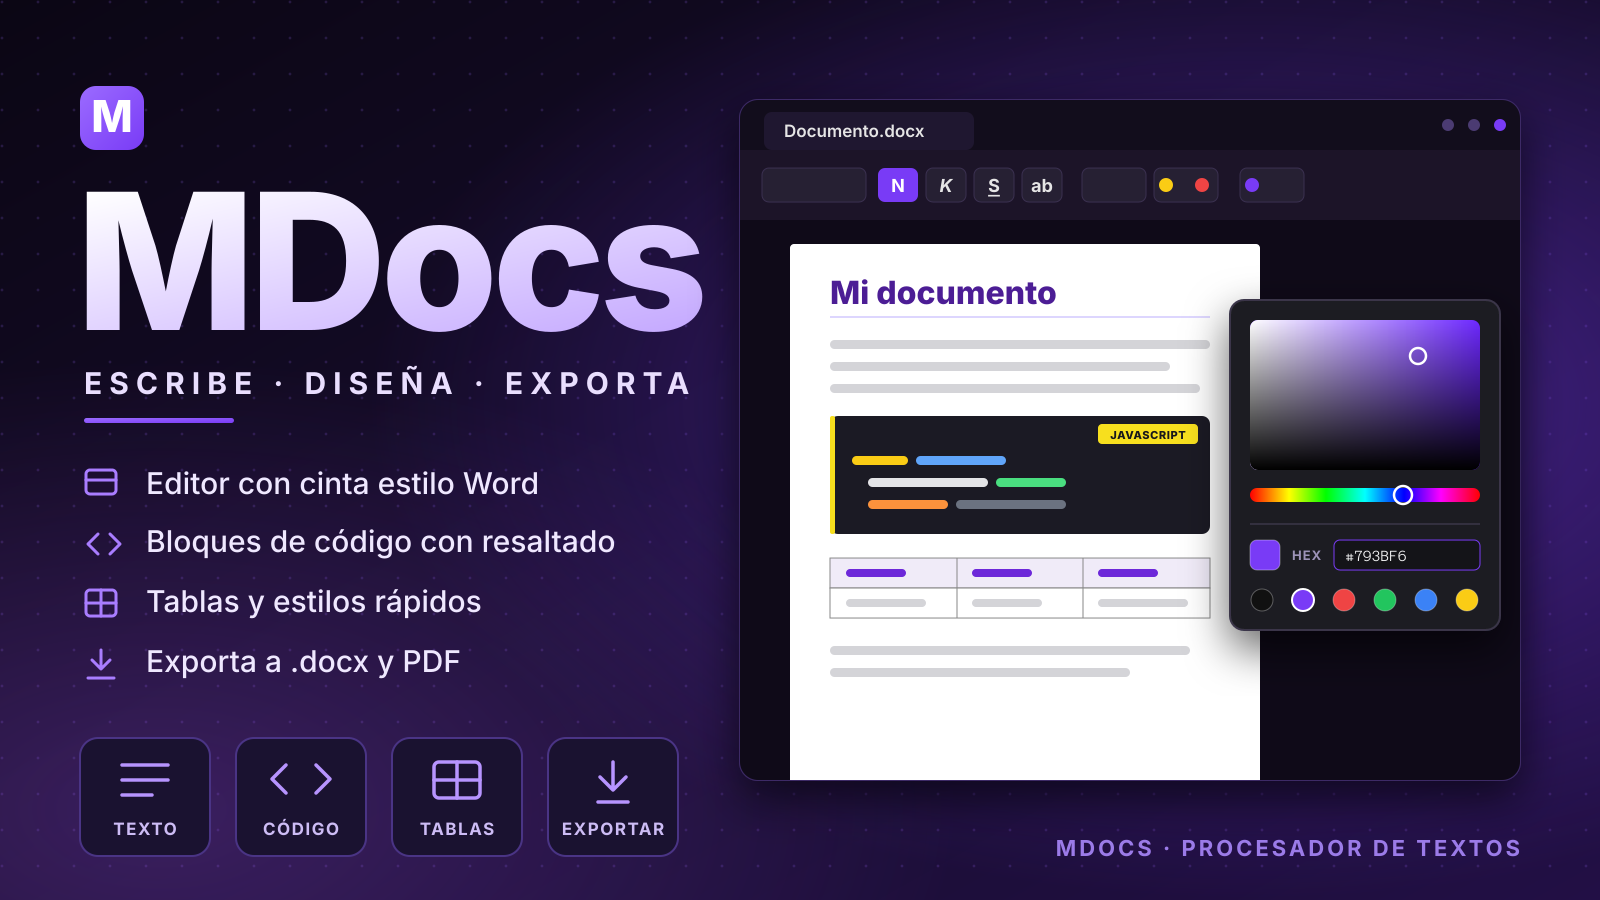 M
MDocs
ESCRIBE · DISEÑA · EXPORTA
Editor con cinta estilo Word
Bloques de código con resaltado
Tablas y estilos rápidos
Exporta a .docx y PDF
TEXTO
CÓDIGO
TABLAS
EXPORTAR
Documento.docx
N K S ab
Mi documento
JAVASCRIPT
HEX #793BF6
MDOCS · PROCESADOR DE TEXTOS